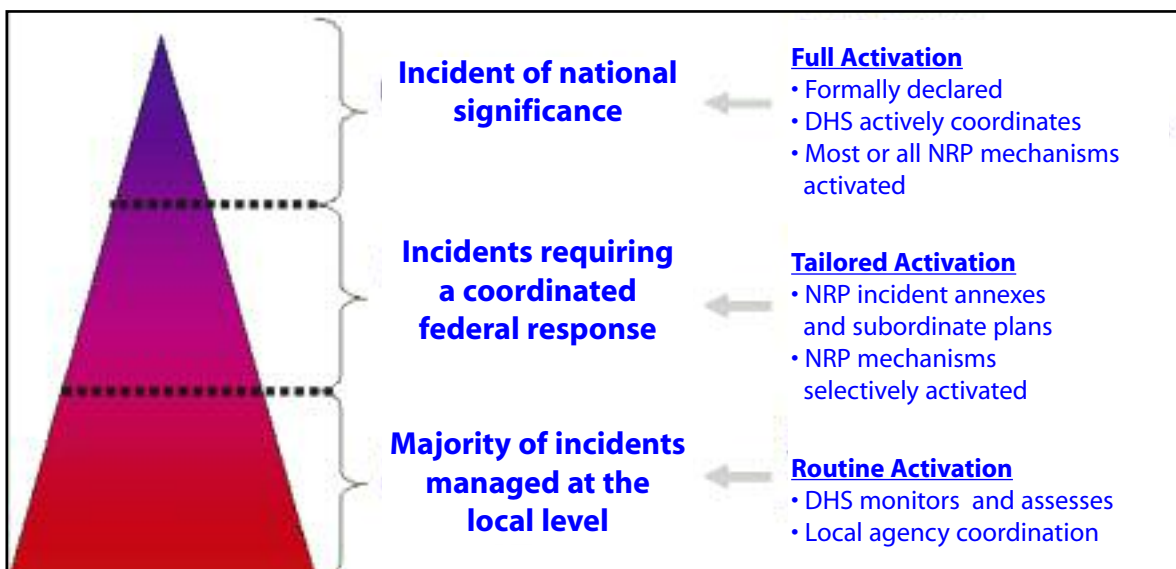 Incident of national
significance
Full Activation
• Formally declared
• DHS actively coordinates
• Most or all NRP mechanisms
activated
Incidents requiring
a coordinated
federal response
Tailored Activation
• NRP incident annexes
and subordinate plans
• NRP mechanisms
selectively activated
Majority of incidents
managed at the
local level
Routine Activation
• DHS monitors and assesses
• Local agency coordination